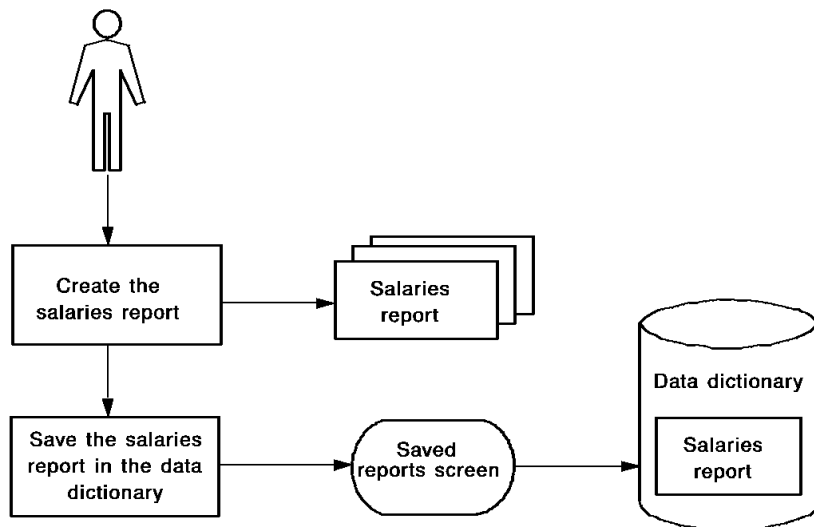 Create the
salaries report
Salaries
report
Data dictionary
Save the salaries
report in the data
dictionary
Saved
reports screen
Salaries
report